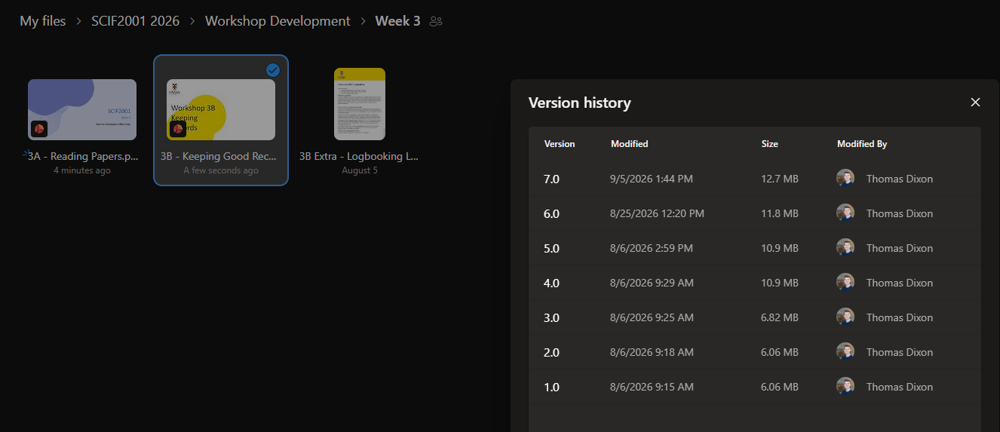 My files > SCIF2001 2026 > Workshop Development > Week 3
UNSW
Workshop 3B
Keeping
rds
SCIF2001
3A - Reading Papers.p...
4 minutes ago
3B - Keeping Good Rec...
A few seconds ago
3B Extra - Logbooking L...
August 5
Version history
Version Modified Size Modified By
7.0 9/5/2026 1:44 PM 12.7 MB Thomas Dixon
6.0 8/25/2026 12:20 PM 11.8 MB Thomas Dixon
5.0 8/6/2026 2:59 PM 10.9 MB Thomas Dixon
4.0 8/6/2026 9:29 AM 10.9 MB Thomas Dixon
3.0 8/6/2026 9:25 AM 6.82 MB Thomas Dixon
2.0 8/6/2026 9:18 AM 6.06 MB Thomas Dixon
1.0 8/6/2026 9:15 AM 6.06 MB Thomas Dixon